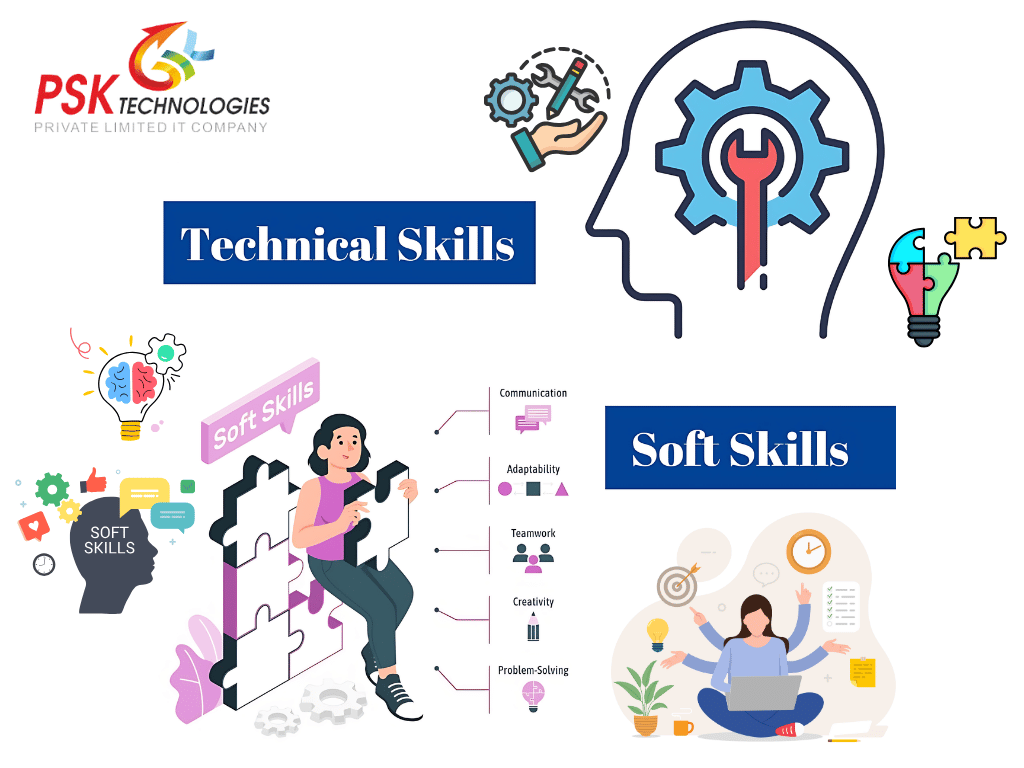 PSK TECHNOLOGIES
PRIVATE LIMITED IT COMPANY
Technical Skills
Soft Skills
Communication
Adaptability
Teamwork
Creativity
Problem-Solving
Soft Skills
SOFT
SKILLS